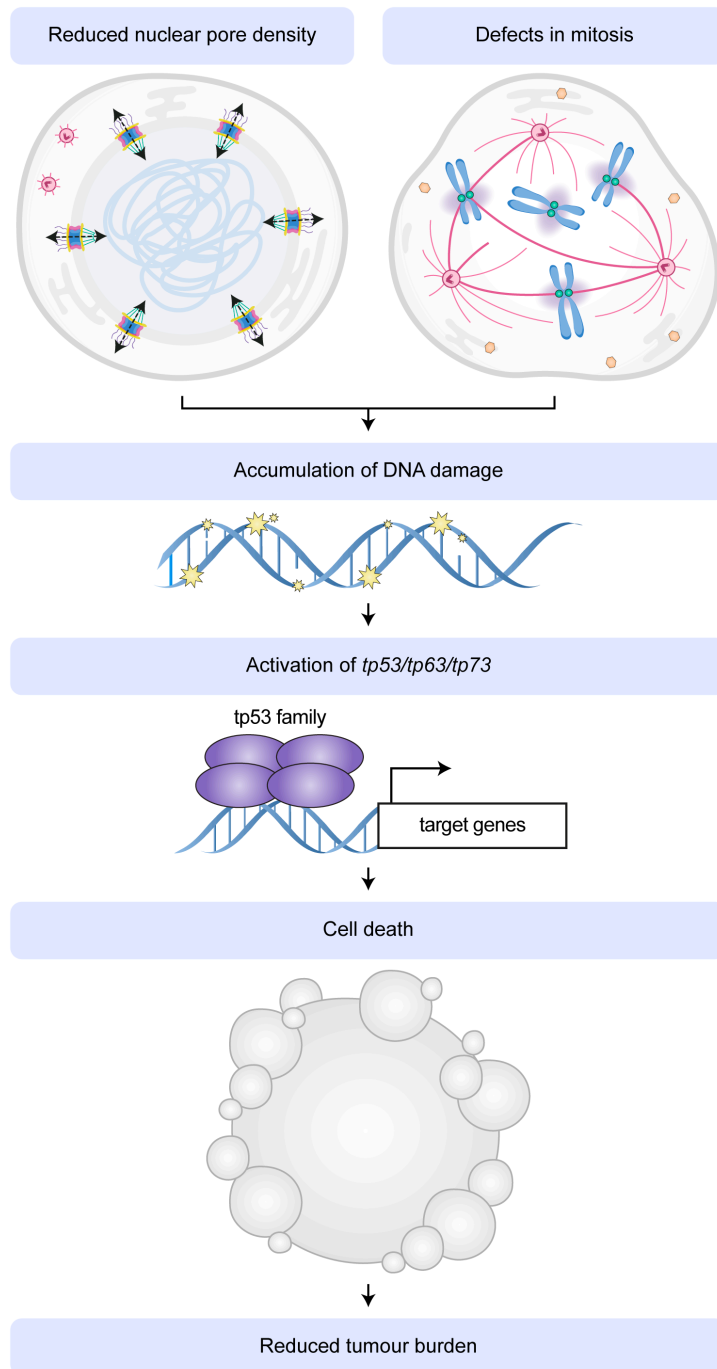 Reduced nuclear pore density
Defects in mitosis
Accumulation of DNA damage
Activation of tp53/tp63/tp73
tp53 family
target genes
Cell death
Reduced tumour burden